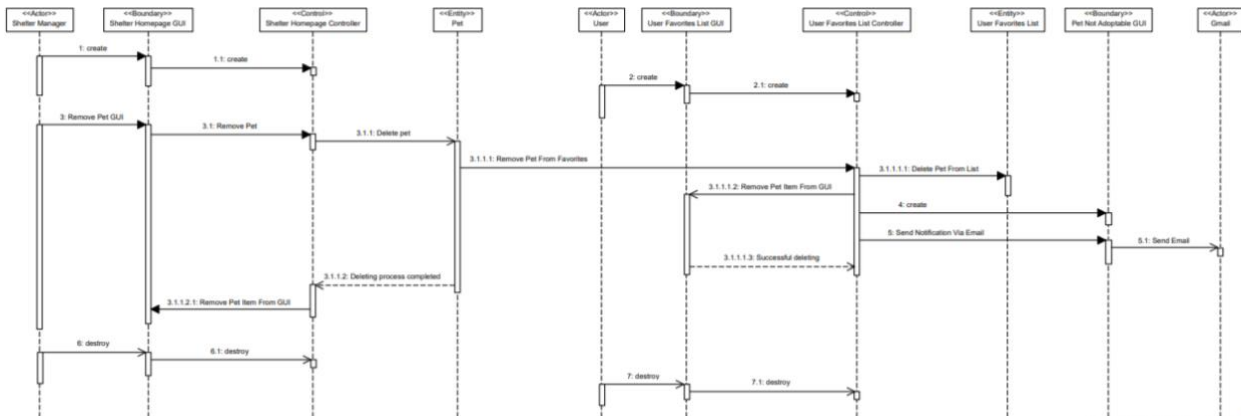 <<Actor>>
Shelter Manager
<<Boundary>>
Shelter Homepage GUI
<<Control>>
Shelter Homepage Controller
<<Entity>>
Pet
<<Actor>>
User
<<Boundary>>
User Favorites List GUI
<<Control>>
User Favorites List Controller
<<Entity>>
User Favorites List
<<Boundary>>
Pet Not Adoptable GUI
<<Actor>>
Gmail
1: create
1.1: create
2: create
2.1: create
3: Remove Pet GUI
3.1: Remove Pet
3.1.1: Delete pet
3.1.1.1: Remove Pet From Favorites
3.1.1.1.1: Delete Pet From List
3.1.1.1.2: Remove Pet Item From GUI
4: create
5: Send Notification Via Email
5.1: Send Email
3.1.1.1.3: Successful deleting
3.1.1.2: Deleting process completed
3.1.1.2.1: Remove Pet Item From GUI
6: destroy
6.1: destroy
7: destroy
7.1: destroy